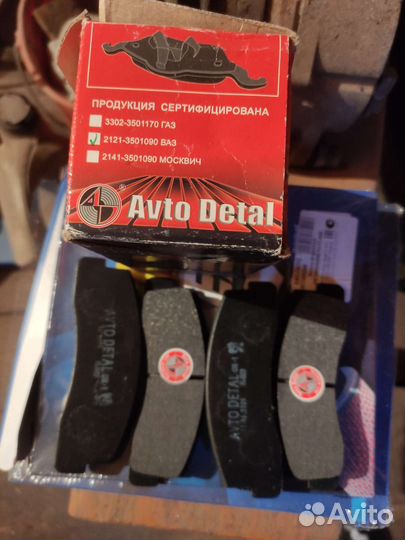 ПРОДУКЦИЯ СЕРТИФИЦИРОВАНА
3302-3501170 ГАЗ
2121-3501090 ВАЗ
2141-3501090 МОСКВИЧ
® Avto Detal
AVTO DETAL
AVTO DETAL
Avito